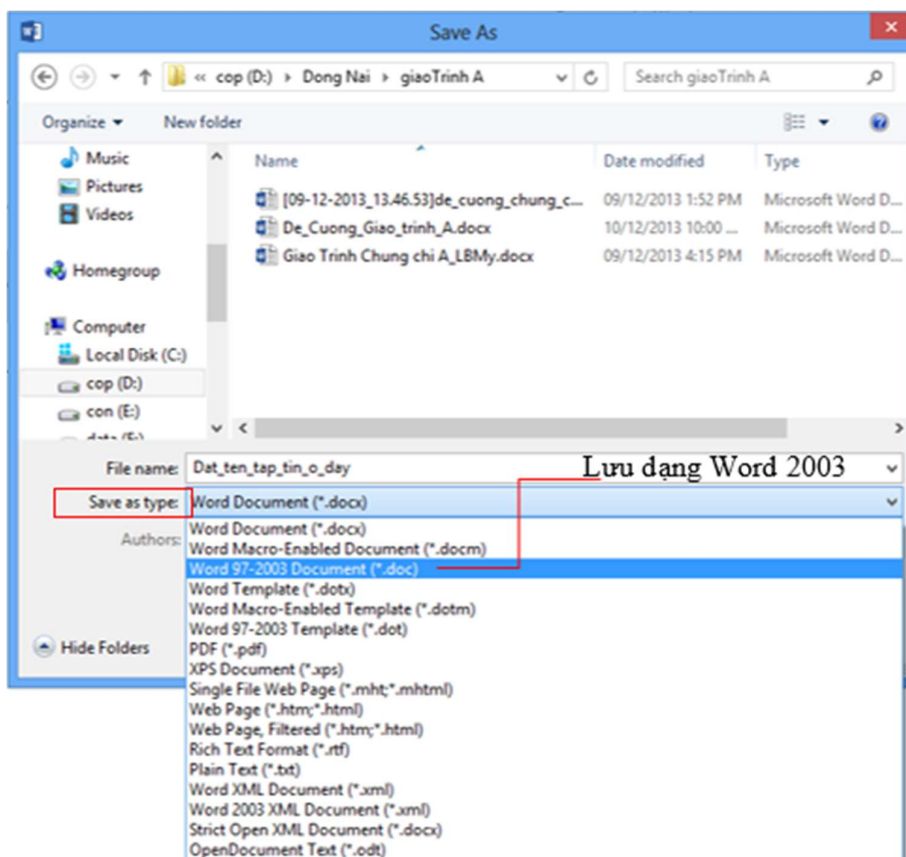 Save As
« cop (D:) Dong Nai giaoTrinh A Search giaoTrinh A
Organize New folder
Music
Pictures
Videos
Homegroup
Computer
Local Disk (C:)
cop (D:)
con (E:)
data (F:)
Name Date modified Type
[09-12-2013_13.46.53]de_cuong_chung_c... 09/12/2013 1:52 PM Microsoft Word D...
De_Cuong_Giao_trinh_A.docx 10/12/2013 10:00 ... Microsoft Word D...
Giao Trinh Chung chi A_LBMy.docx 09/12/2013 4:15 PM Microsoft Word D...
File name: Dat_ten_tap_tin_o_day
Lưu dạng Word 2003
Save as type: Word Document (*.docx)
Authors:
Word Document (*.docx)
Word Macro-Enabled Document (*.docm)
Word 97-2003 Document (*.doc)
Word Template (*.dotx)
Word Macro-Enabled Template (*.dotm)
Word 97-2003 Template (*.dot)
Hide Folders
PDF (*.pdf)
XPS Document (*.xps)
Single File Web Page (*.mht;*.mhtml)
Web Page (*.htm;*.html)
Web Page, Filtered (*.htm;*.html)
Rich Text Format (*.rtf)
Plain Text (*.txt)
Word XML Document (*.xml)
Word 2003 XML Document (*.xml)
Strict Open XML Document (*.docx)
OpenDocument Text (*.odt)